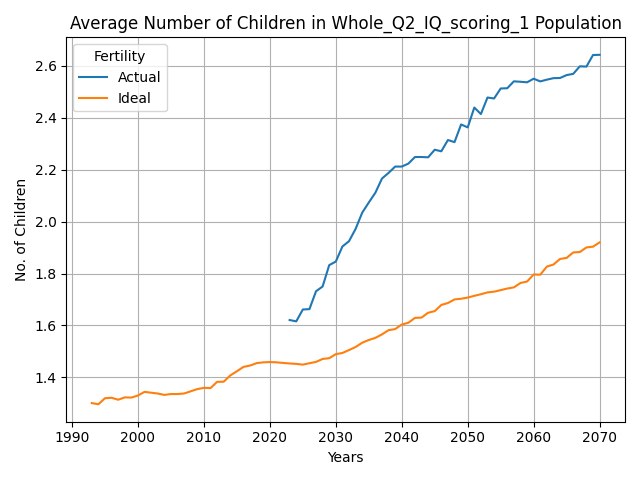 Average Number of Children in Whole_Q2_IQ_scoring_1 Population
Fertility
Actual
Ideal
No. of Children
2.6
2.4
2.2
2.0
1.8
1.6
1.4
1990 2000 2010 2020 2030 2040 2050 2060 2070
Years